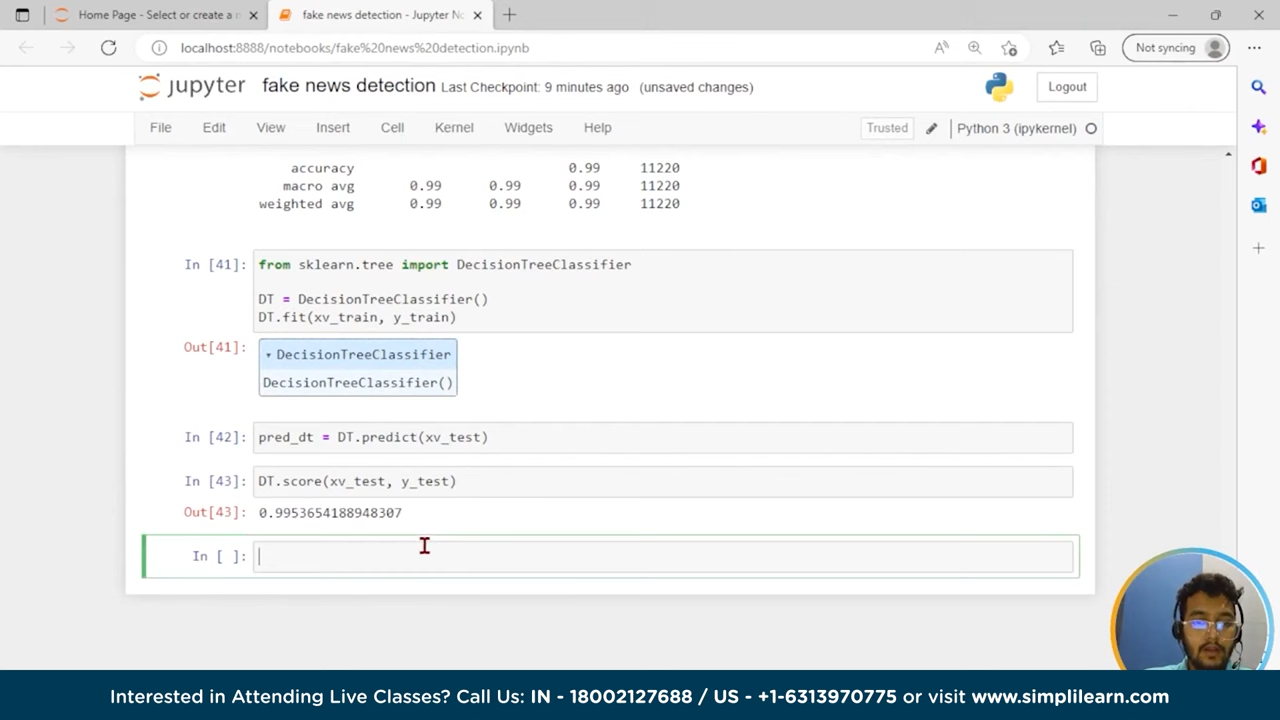 Home Page - Select or create a n
fake news detection - Jupyter No
localhost:8888/notebooks/fake%20news%20detection.ipynb
Not syncing
jupyter fake news detection Last Checkpoint: 9 minutes ago (unsaved changes)
Logout
File Edit View Insert Cell Kernel Widgets Help
Trusted
Python 3 (ipykernel)
accuracy 0.99 11220
macro avg 0.99 0.99 0.99 11220
weighted avg 0.99 0.99 0.99 11220
In [41]: from sklearn.tree import DecisionTreeClassifier
DT = DecisionTreeClassifier()
DT.fit(xv_train, y_train)
Out[41]: ▾ DecisionTreeClassifier
DecisionTreeClassifier()
In [42]: pred_dt = DT.predict(xv_test)
In [43]: DT.score(xv_test, y_test)
Out[43]: 0.9953654188948307
In [ ]:
Interested in Attending Live Classes? Call Us: IN - 18002127688 / US - +1-6313970775 or visit www.simplilearn.com